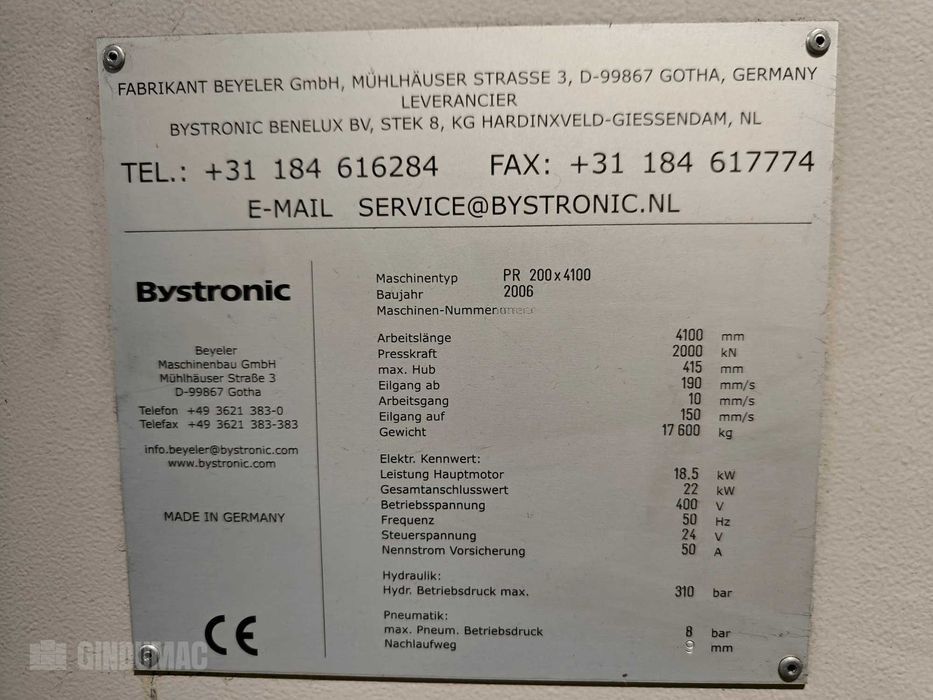 FABRIKANT BEYELER GmbH, MÜHLHÄUSER STRASSE 3, D-99867 GOTHA, GERMANY
LEVERANCIER
BYSTRONIC BENELUX BV, STEK 8, KG HARDINXVELD-GIESSENDAM, NL
TEL.: +31 184 616284 FAX: +31 184 617774
E-MAIL SERVICE@BYSTRONIC.NL
Bystronic
Beyeler
Maschinenbau GmbH
Mühlhäuser Straße 3
D-99867 Gotha
Telefon +49 3621 383-0
Telefax +49 3621 383-383
info.beyeler@bystronic.com
www.bystronic.com
MADE IN GERMANY
CE
Maschinentyp PR 200x4100
Baujahr 2006
Maschinen-Nummer
Arbeitslänge 4100 mm
Presskraft 2000 kN
max. Hub 415 mm
Eilgang ab 190 mm/s
Arbeitsgang 10 mm/s
Eilgang auf 150 mm/s
Gewicht 17600 kg
Elektr. Kennwert:
Leistung Hauptmotor 18.5 kW
Gesamtanschlusswert 22 kW
Betriebsspannung 400 V
Frequenz 50 Hz
Steuerspannung 24 V
Nennstrom Vorsicherung 50 A
Hydraulik:
Hydr. Betriebsdruck max. 310 bar
Pneumatik:
max. Pneum. Betriebsdruck 8 bar
Nachlaufweg 9 mm
GINDUMAC